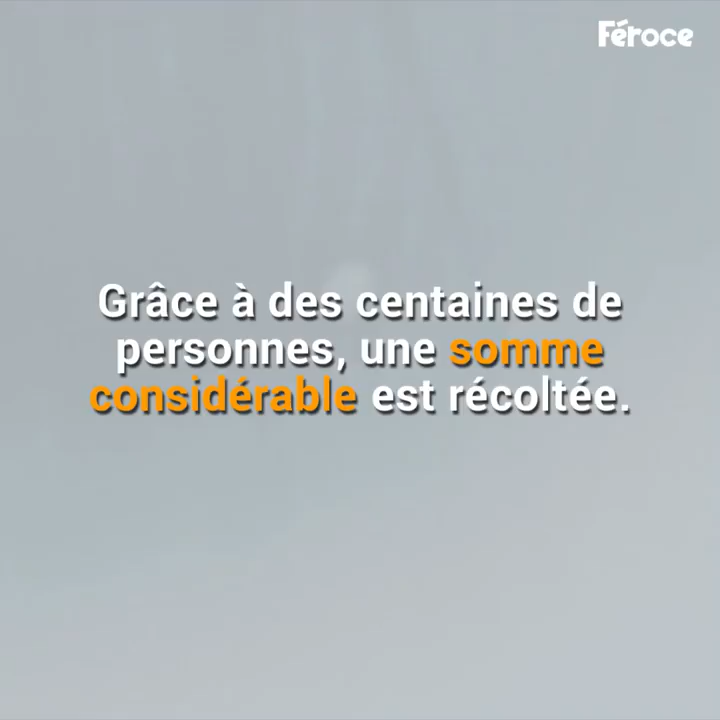 Féroce
Grâce à des centaines de
personnes, une somme
considérable est récoltée.